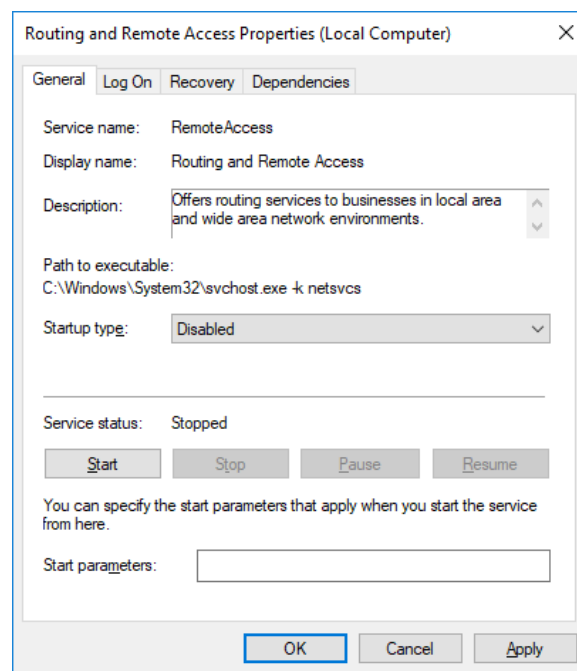 Routing and Remote Access Properties (Local Computer)
General Log On Recovery Dependencies
Service name: RemoteAccess
Display name: Routing and Remote Access
Description: Offers routing services to businesses in local area
and wide area network environments.
Path to executable:
C:\Windows\System32\svchost.exe -k netsvcs
Startup type: Disabled
Service status: Stopped
Start Stop Pause Resume
You can specify the start parameters that apply when you start the service
from here.
Start parameters:
OK Cancel Apply